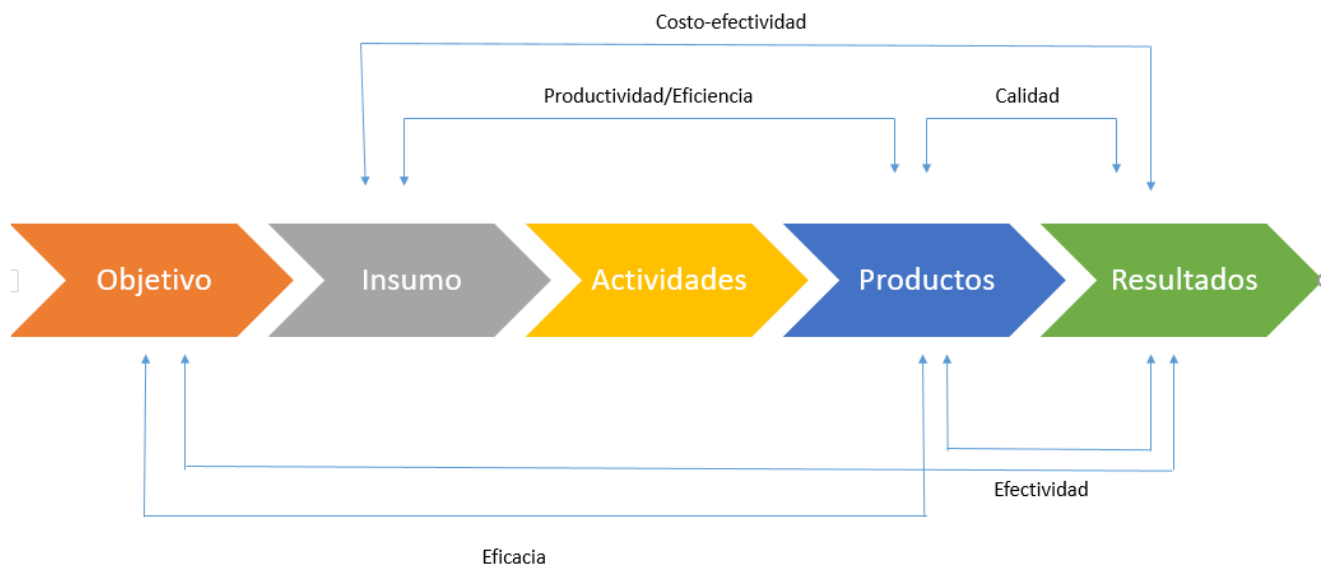 Costo-efectividad
Productividad/Eficiencia
Calidad
Objetivo
Insumo
Actividades
Productos
Resultados
Efectividad
Eficacia